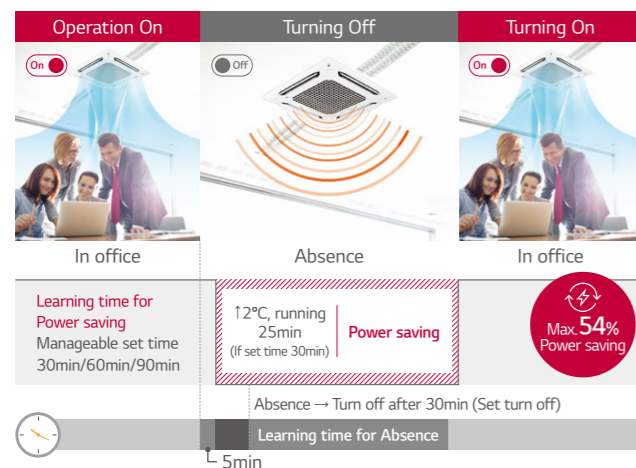 Operation On
Turning Off
Turning On
On
Off
On
In office
Absence
In office
Learning time for
Power saving
Manageable set time
30min/60min/90min
↑2℃, running
25min
(If set time 30min)
Power saving
Max. 54%
Power saving
Absence → Turn off after 30min (Set turn off)
Learning time for Absence
5min